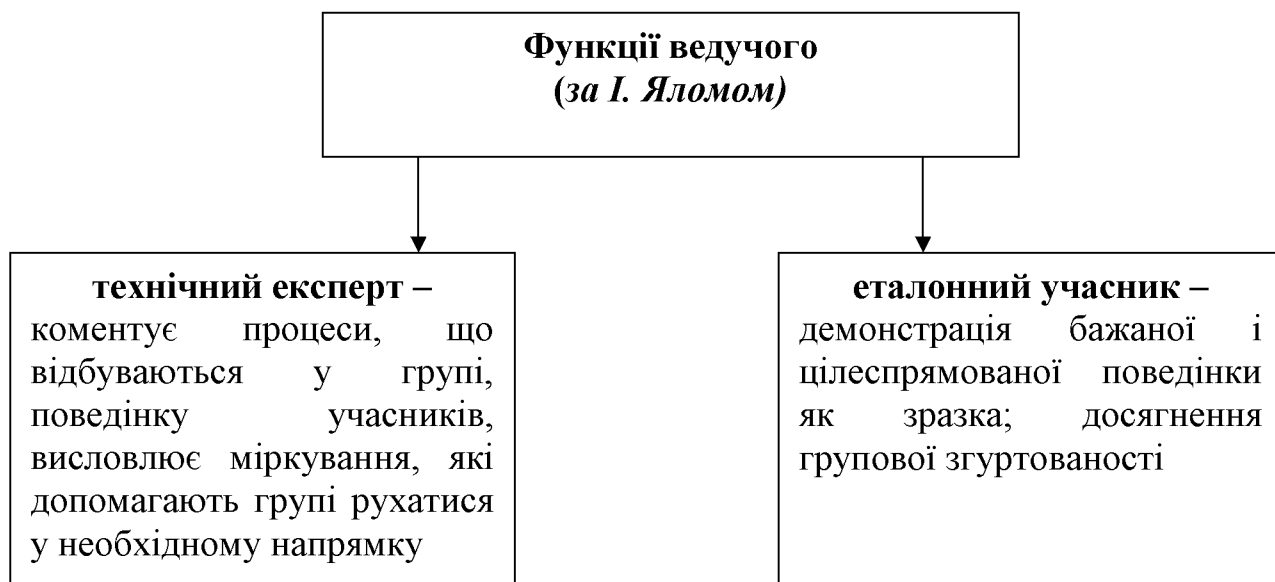 Функції ведучого
(за І. Яломом)
технічний експерт –
коментує процеси, що
відбуваються у групі,
поведінку учасників,
висловлює міркування, які
допомагають групі рухатися
у необхідному напрямку
еталонний учасник –
демонстрація бажаної і
цілеспрямованої поведінки
як зразка; досягнення
групової згуртованості